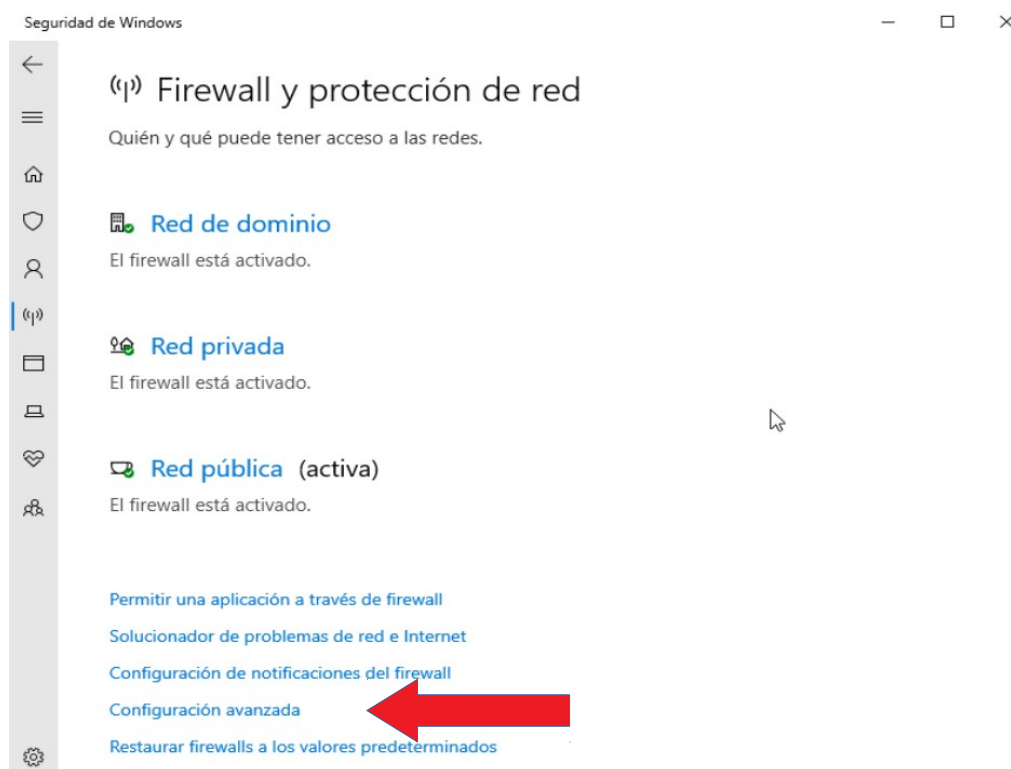 Seguridad de Windows
Firewall y protección de red
Quién y qué puede tener acceso a las redes.
Red de dominio
El firewall está activado.
Red privada
El firewall está activado.
Red pública (activa)
El firewall está activado.
Permitir una aplicación a través de firewall
Solucionador de problemas de red e Internet
Configuración de notificaciones del firewall
Configuración avanzada
Restaurar firewalls a los valores predeterminados